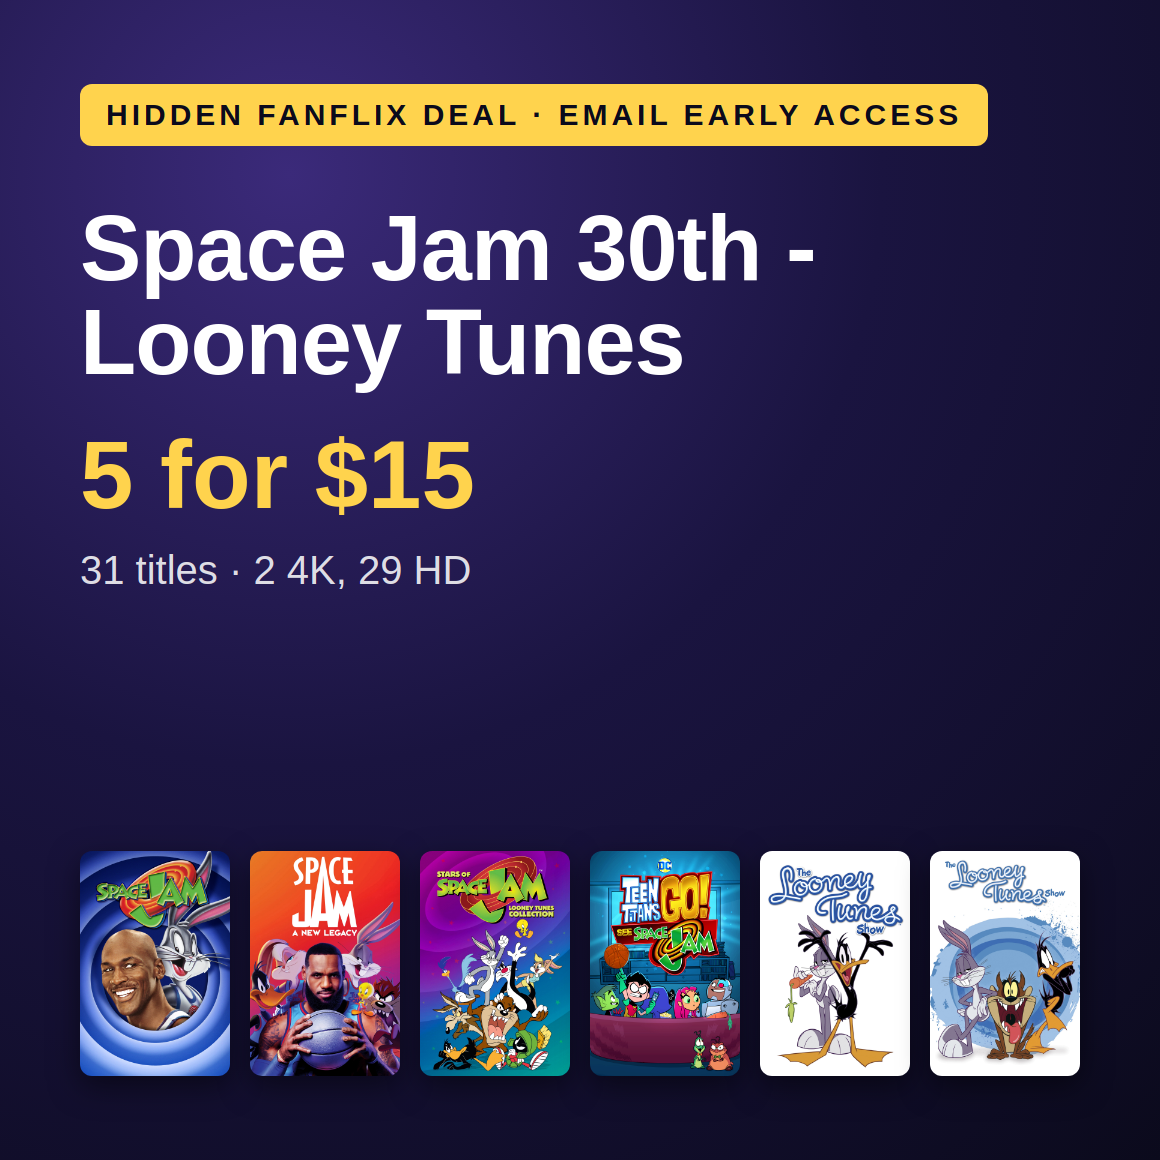 HIDDEN FANFLIX DEAL · EMAIL EARLY ACCESS
Space Jam 30th -
Looney Tunes
5 for $15
31 titles · 2 4K, 29 HD
SPACE JAM
SPACE
JAM
A NEW LEGACY
STARS OF
SPACE JAM
LOONEY TUNES
COLLECTION
DC
TEEN
TITANS GO!
SEE SPACE JAM
The
Looney
Tunes
Show
The
Looney
Tunes Show